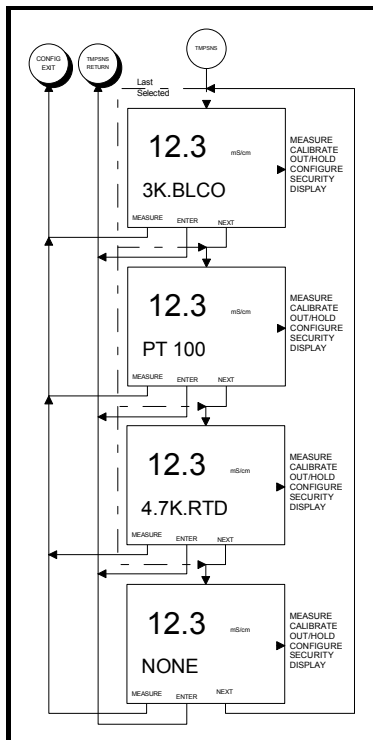 CONFIG
EXIT
TMPSNS
RETURN
TMPSNS
Last
Selected
12.3 mS/cm
3K.BLCO
MEASURE ENTER NEXT
MEASURE
CALIBRATE
OUT/HOLD
CONFIGURE
SECURITY
DISPLAY
12.3 mS/cm
PT 100
MEASURE ENTER NEXT
MEASURE
CALIBRATE
OUT/HOLD
CONFIGURE
SECURITY
DISPLAY
12.3 mS/cm
4.7K.RTD
MEASURE ENTER NEXT
MEASURE
CALIBRATE
OUT/HOLD
CONFIGURE
SECURITY
DISPLAY
12.3 mS/cm
NONE
MEASURE ENTER NEXT
MEASURE
CALIBRATE
OUT/HOLD
CONFIGURE
SECURITY
DISPLAY